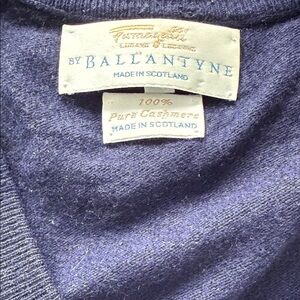 BY BALLANTYNE
MADE IN SCOTLAND
100%
Pure Cashmere
MADE IN SCOTLAND